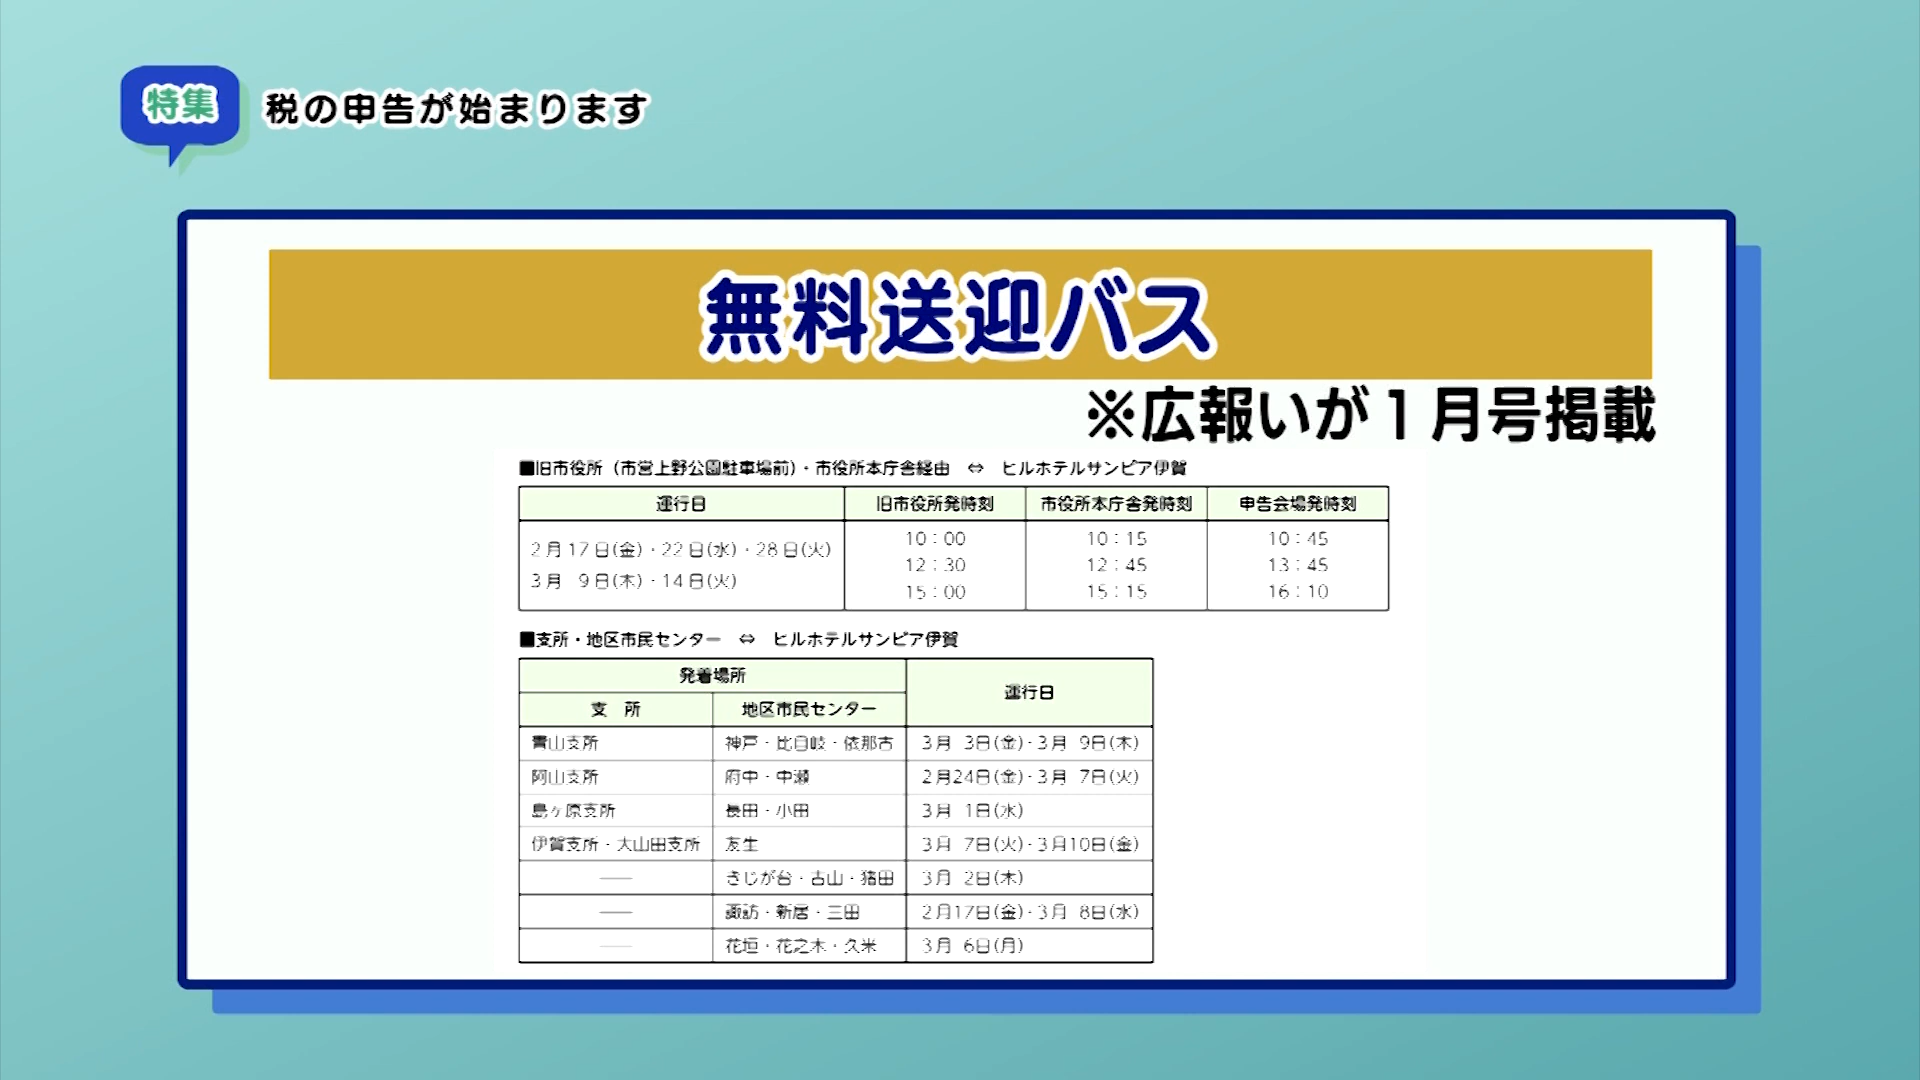 特集 税の申告が始まります
無料送迎バス
※広報いが１月号掲載
■旧市役所（市営上野公園駐車場前）・市役所本庁舎経由 ⇔ ヒルホテルサンピア伊賀
運行日 旧市役所発時刻 市役所本庁舎発時刻 申告会場発時刻
2月17日(金)・22日(水)・28日(火)
3月 9日(木)・14日(火)
10：00 10：15 10：45
12：30 12：45 13：45
15：00 15：15 16：10
■支所・地区市民センター ⇔ ヒルホテルサンピア伊賀
発着場所 運行日
支 所 地区市民センター
青山支所 神戸・比自岐・依那古 3月 3日(金)・3月 9日(木)
阿山支所 府中・中瀬 2月24日(金)・3月 7日(火)
島ヶ原支所 長田・小田 3月 1日(水)
伊賀支所・大山田支所 友生 3月 7日(火)・3月10日(金)
―― きじが台・古山・猪田 3月 2日(木)
―― 諏訪・新居・三田 2月17日(金)・3月 8日(水)
―― 花垣・花之木・久米 3月 6日(月)